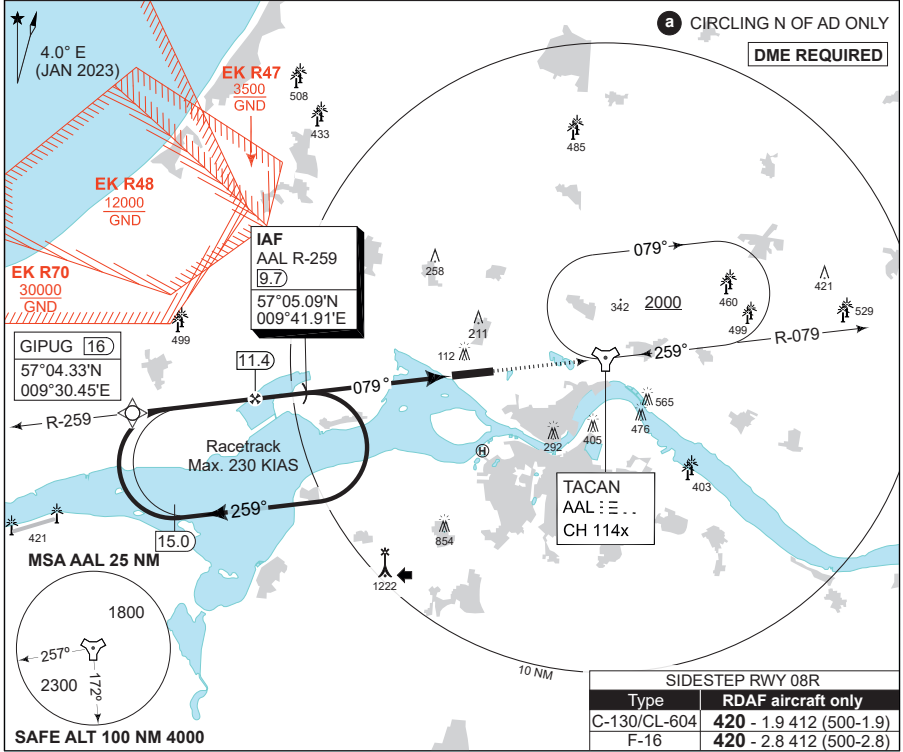 a CIRCLING N OF AD ONLY
DME REQUIRED
4.0° E
(JAN 2023)
EK R47
3500
GND
508
433
485
EK R48
12000
GND
EK R70
30000
GND
499
IAF
AAL R-259
9.7
57°05.09'N
009°41.91'E
258
211
112
079°
342
2000
460
499
421
529
R-079
259°
GIPUG 16
57°04.33'N
009°30.45'E
11.4
079°
R-259
Racetrack
Max. 230 KIAS
259°
15.0
H
292
405
565
476
403
TACAN
AAL
CH 114x
421
854
1222
10 NM
MSA AAL 25 NM
1800
257°
2300
172°
SAFE ALT 100 NM 4000
SIDESTEP RWY 08R
Type RDAF aircraft only
C-130/CL-604 420 - 1.9 412 (500-1.9)
F-16 420 - 2.8 412 (500-2.8)